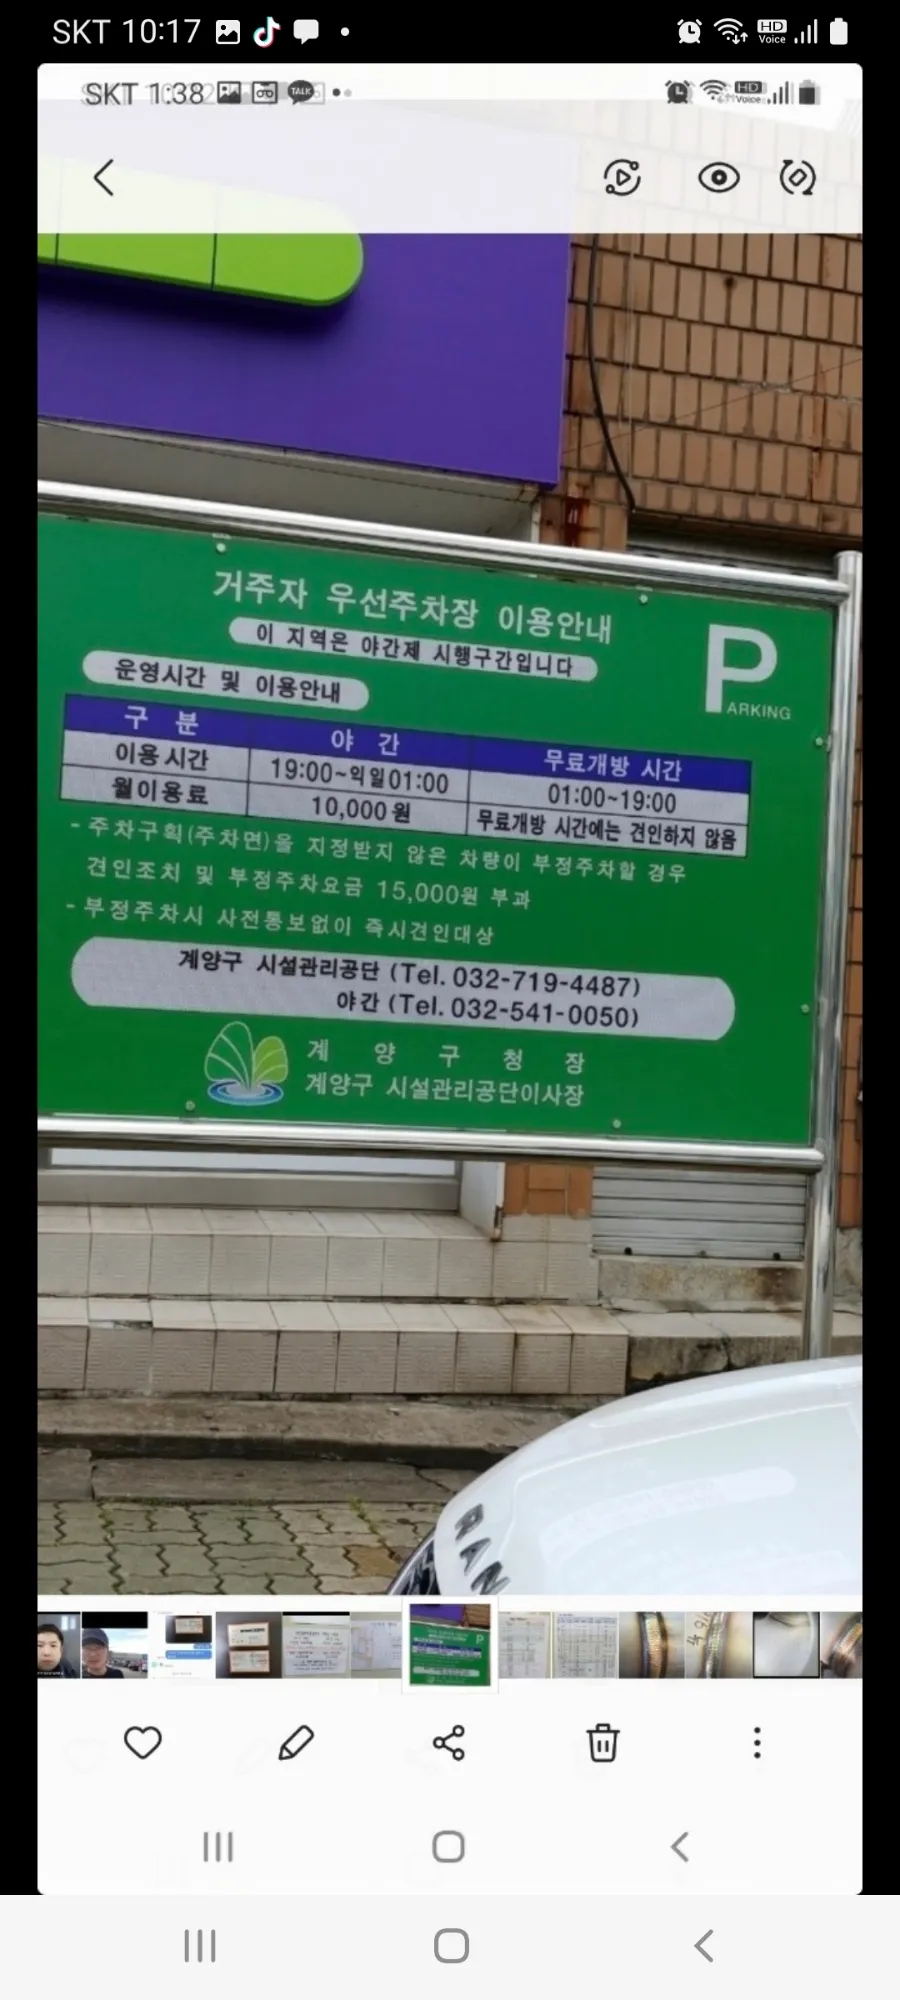 SKT 10:17
HD Voice
SKT 1:38
TALK
HD Voice
거주자 우선주차장 이용안내
이 지역은 야간제 시행구간입니다
P
ARKING
운영시간 및 이용안내
구 분 야 간 무료개방 시간
이용시간 19:00~익일01:00 01:00~19:00
월이용료 10,000원 무료개방 시간에는 견인하지 않음
- 주차구획(주차면)을 지정받지 않은 차량이 부정주차할 경우
견인조치 및 부정주차요금 15,000원 부과
- 부정주차시 사전통보없이 즉시견인대상
계양구 시설관리공단 (Tel. 032-719-4487)
야간 (Tel. 032-541-0050)
계 양 구 청 장
계양구 시설관리공단이사장
RAN